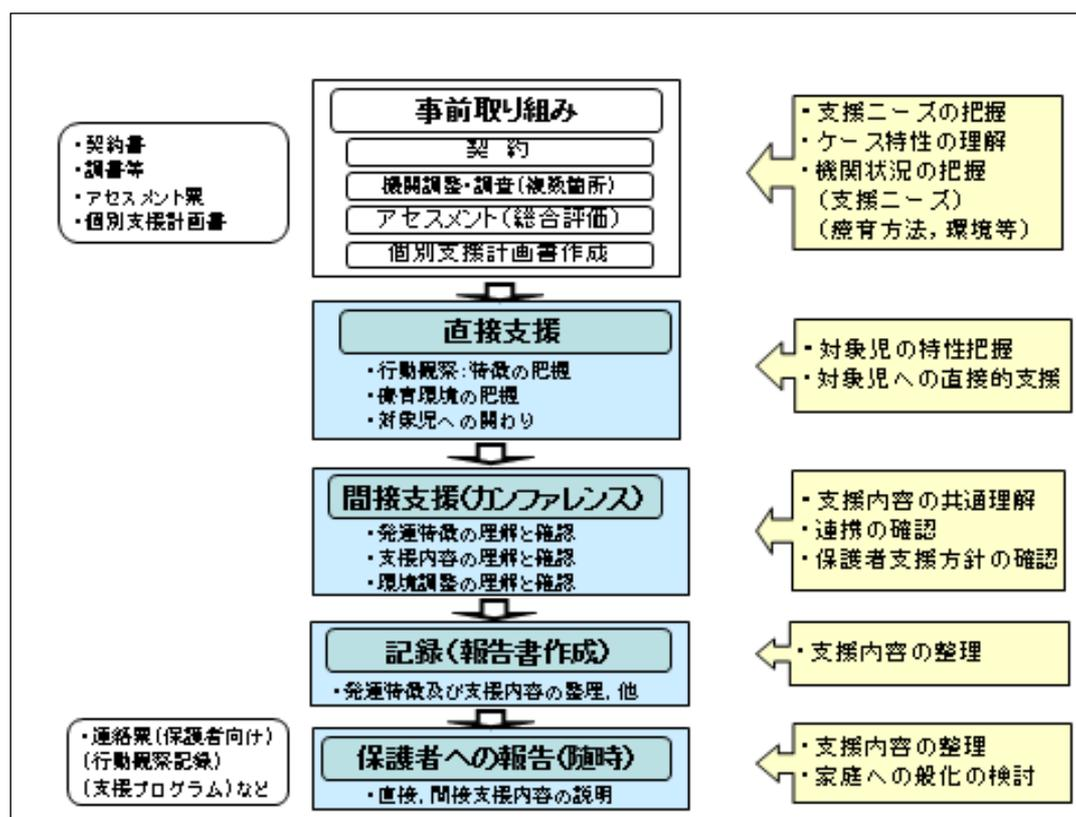 事前取り組み
契 約
機関調整・調査(複数箇所)
アセスメント(総合評価)
個別支援計画書作成
・契約書
・調書等
・アセスメント票
・個別支援計画書
・支援ニーズの把握
・ケース特性の理解
・機関状況の把握
(支援ニーズ)
(療育方法,環境等)
直接支援
・行動観察:特徴の把握
・療育環境の把握
・対象児への関わり
・対象児の特性把握
・対象児への直接的支援
間接支援(カンファレンス)
・発達特徴の理解と確認
・支援内容の理解と確認
・環境調整の理解と確認
・支援内容の共通理解
・連携の確認
・保護者支援方針の確認
記録(報告書作成)
・発達特徴及び支援内容の整理,他
・支援内容の整理
・連絡票(保護者向け)
(行動観察記録)
(支援プログラム)など
保護者への報告(随時)
・直接,間接支援内容の説明
・支援内容の整理
・家庭への般化の検討